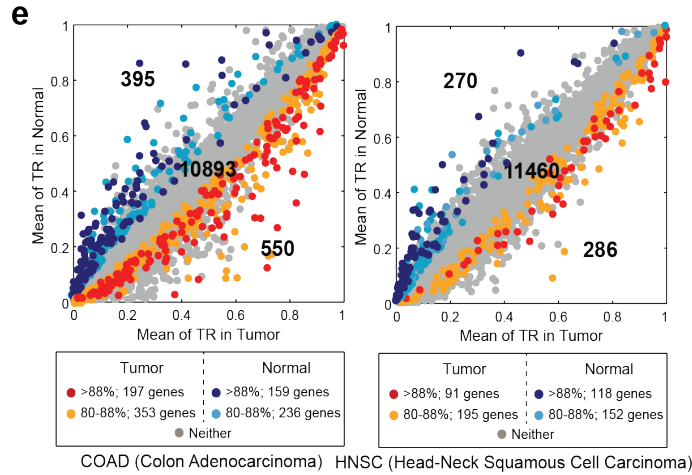 e
395
10893
550
Mean of TR in Normal
0
0.2
0.4
0.6
0.8
1
0
0.2
0.4
0.6
0.8
1
Mean of TR in Tumor
Tumor Normal
>88%; 197 genes >88%; 159 genes
80-88%; 353 genes 80-88%; 236 genes
Neither
COAD (Colon Adenocarcinoma)
270
11460
286
Mean of TR in Normal
0
0.2
0.4
0.6
0.8
1
0
0.2
0.4
0.6
0.8
1
Mean of TR in Tumor
Tumor Normal
>88%; 91 genes >88%; 118 genes
80-88%; 195 genes 80-88%; 152 genes
Neither
HNSC (Head-Neck Squamous Cell Carcinoma)